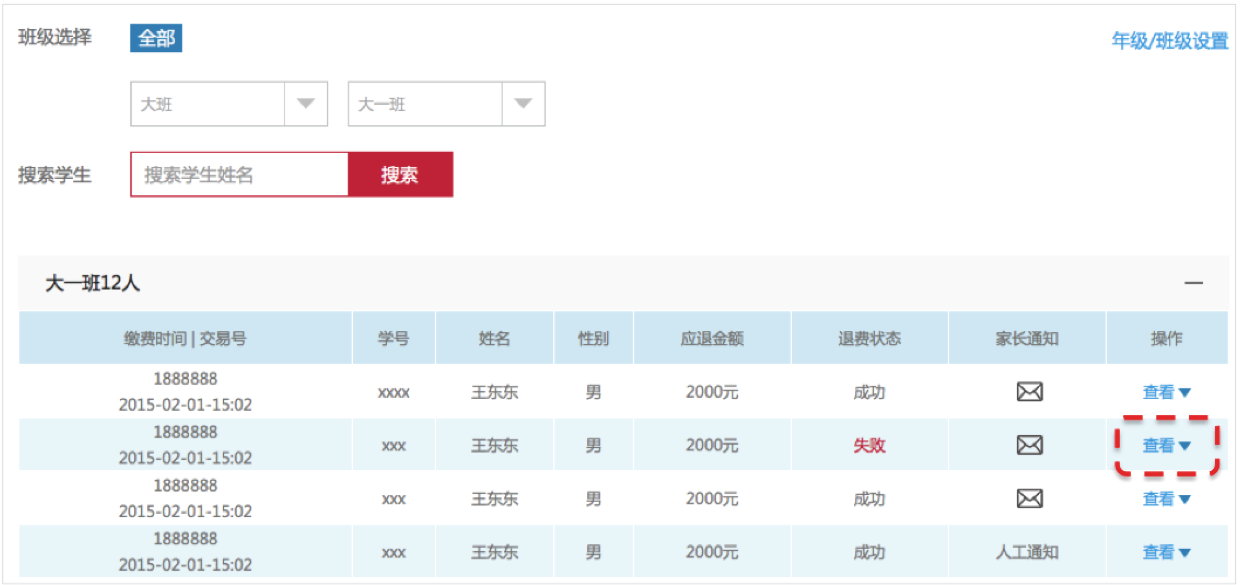 班级选择 全部 年级/班级设置
大班 大一班
搜索学生 搜索学生姓名 搜索
大一班12人
缴费时间 | 交易号 学号 姓名 性别 应退金额 退费状态 家长通知 操作
1888888
2015-02-01-15:02 xxxx 王东东 男 2000元 成功 查看
1888888
2015-02-01-15:02 xxx 王东东 男 2000元 失败 查看
1888888
2015-02-01-15:02 xxx 王东东 男 2000元 成功 查看
1888888
2015-02-01-15:02 xxx 王东东 男 2000元 成功 人工通知 查看